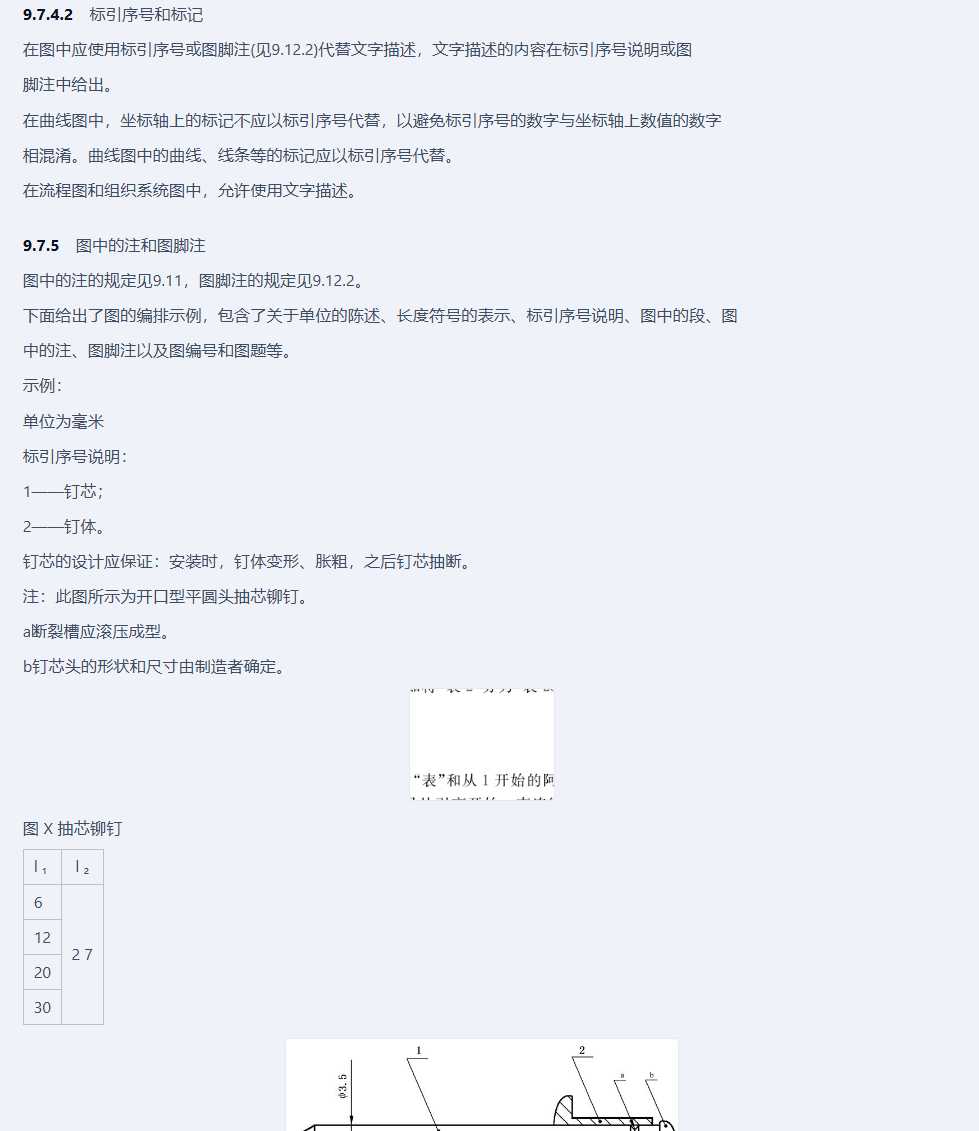 9.7.4.2 标引序号和标记
在图中应使用标引序号或图脚注(见9.12.2)代替文字描述，文字描述的内容在标引序号说明或图
脚注中给出。
在曲线图中，坐标轴上的标记不应以标引序号代替，以避免标引序号的数字与坐标轴上数值的数字
相混淆。曲线图中的曲线、线条等的标记应以标引序号代替。
在流程图和组织系统图中，允许使用文字描述。
9.7.5 图中的注和图脚注
图中的注的规定见9.11，图脚注的规定见9.12.2。
下面给出了图的编排示例，包含了关于单位的陈述、长度符号的表示、标引序号说明、图中的段、图
中的注、图脚注以及图编号和图题等。
示例：
单位为毫米
标引序号说明：
1——钉芯；
2——钉体。
钉芯的设计应保证：安装时，钉体变形、胀粗，之后钉芯抽断。
注：此图所示为开口型平圆头抽芯铆钉。
a断裂槽应滚压成型。
b钉芯头的形状和尺寸由制造者确定。
“表”和从 1 开始的阿
图 X 抽芯铆钉
l ₁ l ₂
6
12
2 7
20
30
1 2
a b
φ3.5